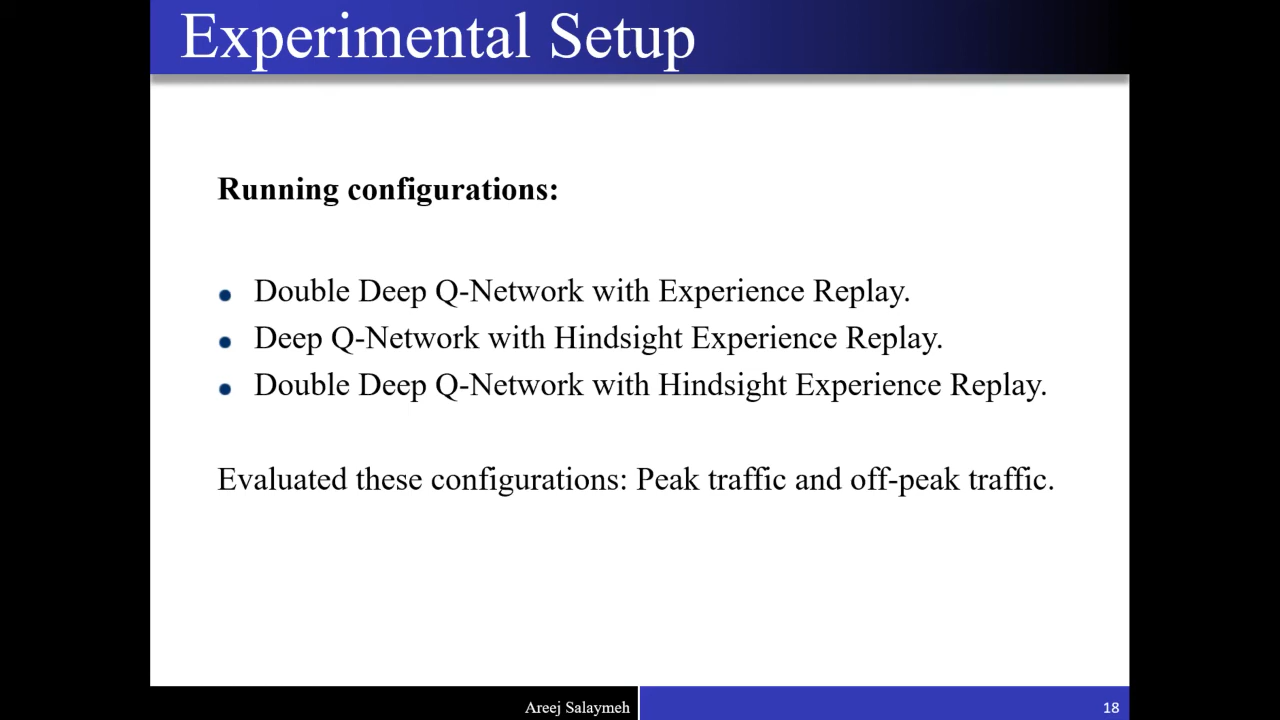 Experimental Setup
Running configurations:
Double Deep Q-Network with Experience Replay.
Deep Q-Network with Hindsight Experience Replay.
Double Deep Q-Network with Hindsight Experience Replay.
Evaluated these configurations: Peak traffic and off-peak traffic.
Areej Salaymeh
18